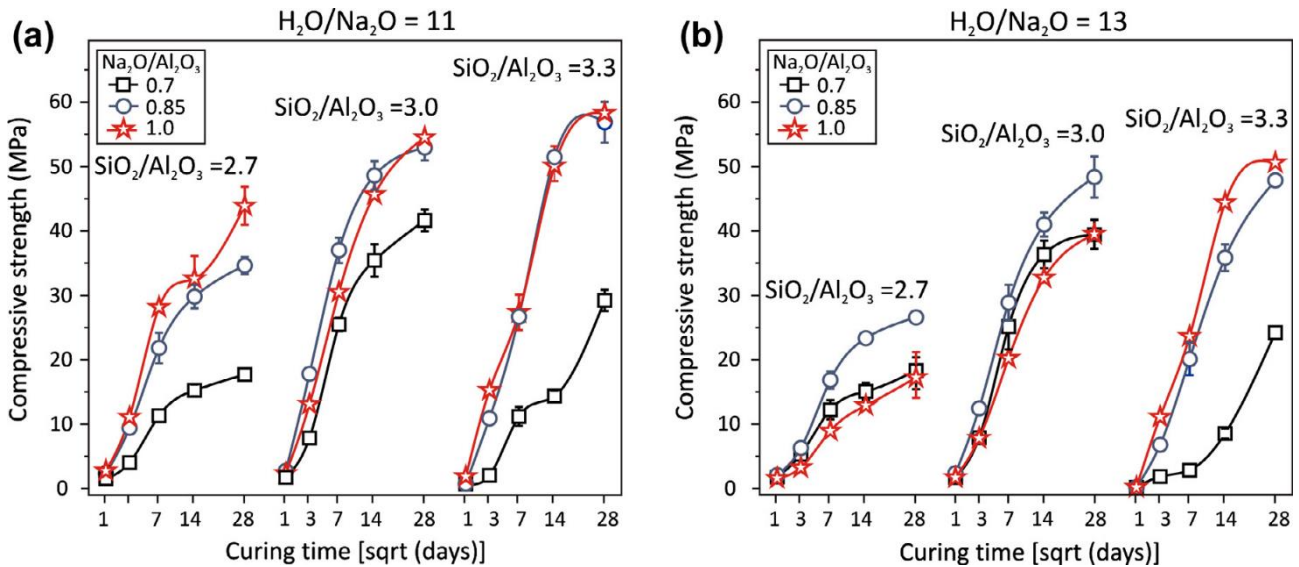 (a)
H₂O/Na₂O = 11
Na₂O/Al₂O₃
0.7
0.85
1.0
SiO₂/Al₂O₃ =2.7
SiO₂/Al₂O₃ =3.0
SiO₂/Al₂O₃ =3.3
Compressive strength (MPa)
60
50
40
30
20
10
0
1 7 14 28 1 3 7 14 28 1 3 7 14 28
Curing time [sqrt (days)]
(b)
H₂O/Na₂O = 13
Na₂O/Al₂O₃
0.7
0.85
1.0
SiO₂/Al₂O₃ =2.7
SiO₂/Al₂O₃ =3.0
SiO₂/Al₂O₃ =3.3
Compressive strength (MPa)
60
50
40
30
20
10
0
1 3 7 14 28 1 3 7 14 28 1 3 7 14 28
Curing time [sqrt (days)]